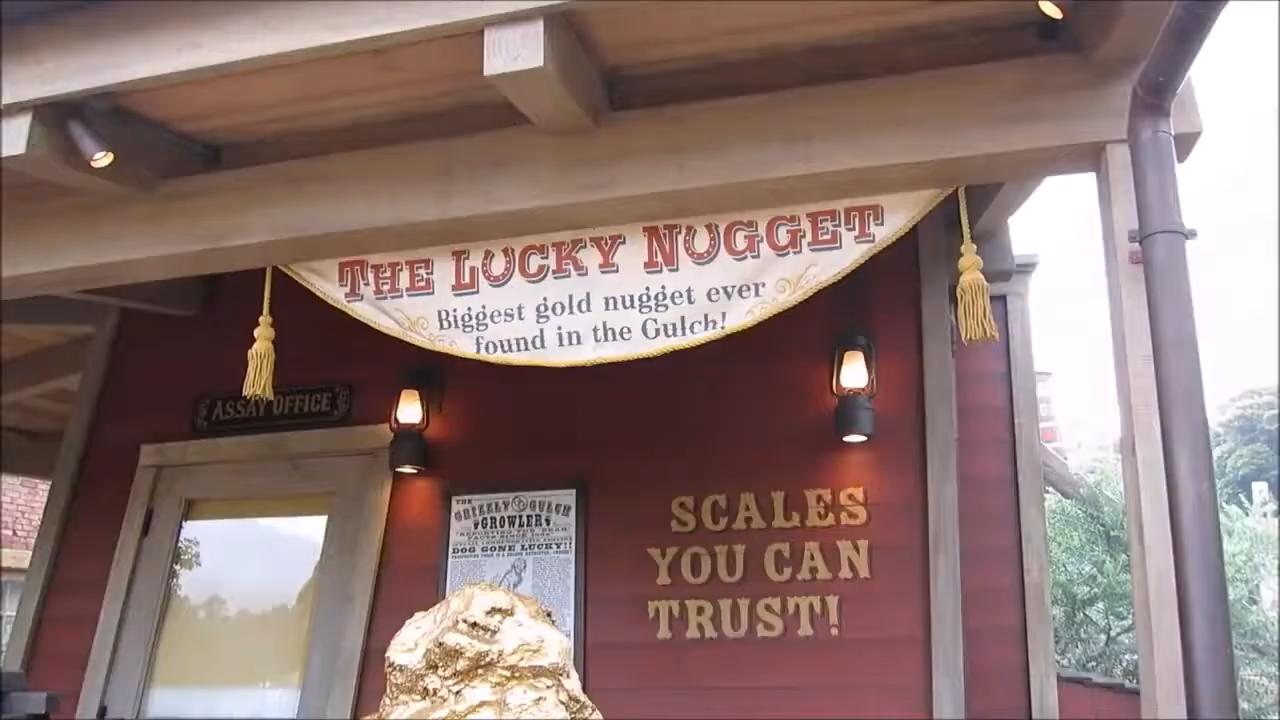 THE LUCKY NUGGET
Biggest gold nugget ever
found in the Gulch!
ASSAY OFFICE
THE
GRIZZLY GULCH
GROWLER
DOG GONE LUCKY!!
SCALES
YOU CAN
TRUST!